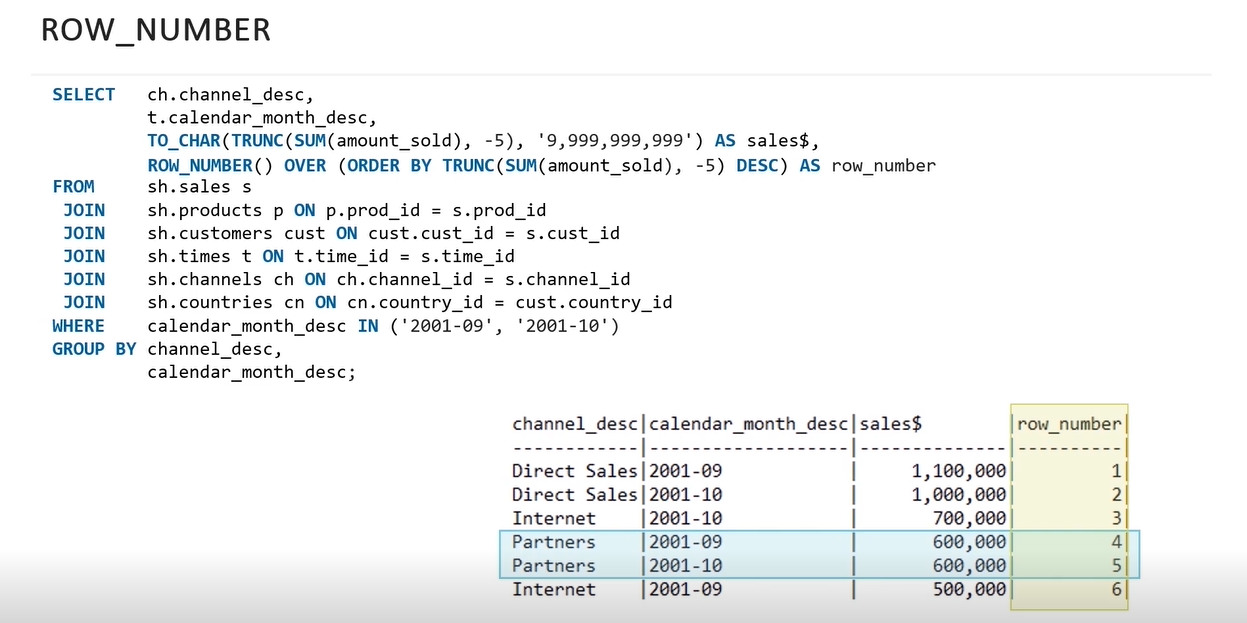 ROW_NUMBER
SELECT ch.channel_desc,
t.calendar_month_desc,
TO_CHAR(TRUNC(SUM(amount_sold), -5), '9,999,999,999') AS sales$,
ROW_NUMBER() OVER (ORDER BY TRUNC(SUM(amount_sold), -5) DESC) AS row_number
FROM sh.sales s
JOIN sh.products p ON p.prod_id = s.prod_id
JOIN sh.customers cust ON cust.cust_id = s.cust_id
JOIN sh.times t ON t.time_id = s.time_id
JOIN sh.channels ch ON ch.channel_id = s.channel_id
JOIN sh.countries cn ON cn.country_id = cust.country_id
WHERE calendar_month_desc IN ('2001-09', '2001-10')
GROUP BY channel_desc,
calendar_month_desc;
channel_desc|calendar_month_desc|sales$ |row_number|
------------|-------------------|--------------|----------|
Direct Sales|2001-09 | 1,100,000| 1|
Direct Sales|2001-10 | 1,000,000| 2|
Internet |2001-10 | 700,000| 3|
Partners |2001-09 | 600,000| 4|
Partners |2001-10 | 600,000| 5|
Internet |2001-09 | 500,000| 6|